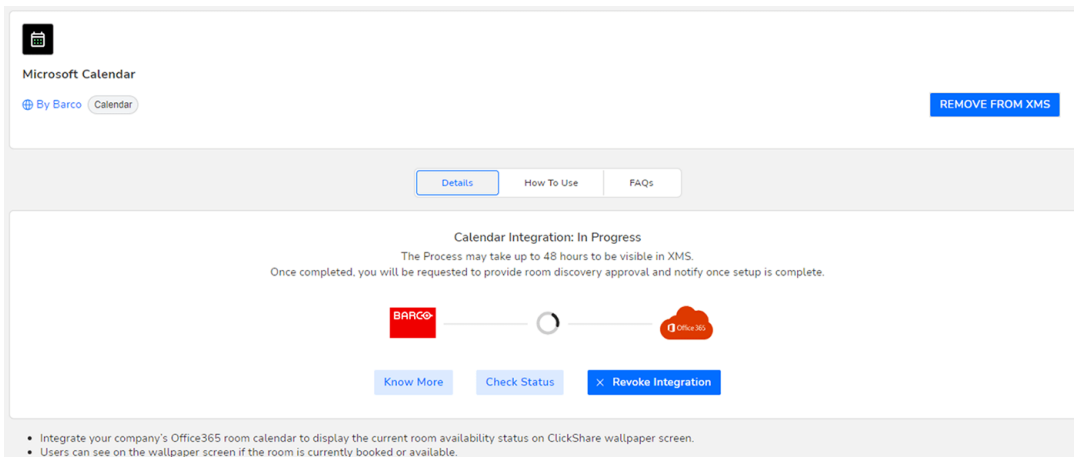 Microsoft Calendar
By Barco Calendar
REMOVE FROM XMS
Details How To Use FAQs
Calendar Integration: In Progress
The Process may take up to 48 hours to be visible in XMS.
Once completed, you will be requested to provide room discovery approval and notify once setup is complete.
BARCO
Office 365
Know More Check Status × Revoke Integration
• Integrate your company's Office365 room calendar to display the current room availability status on ClickShare wallpaper screen.
• Users can see on the wallpaper screen if the room is currently booked or available.